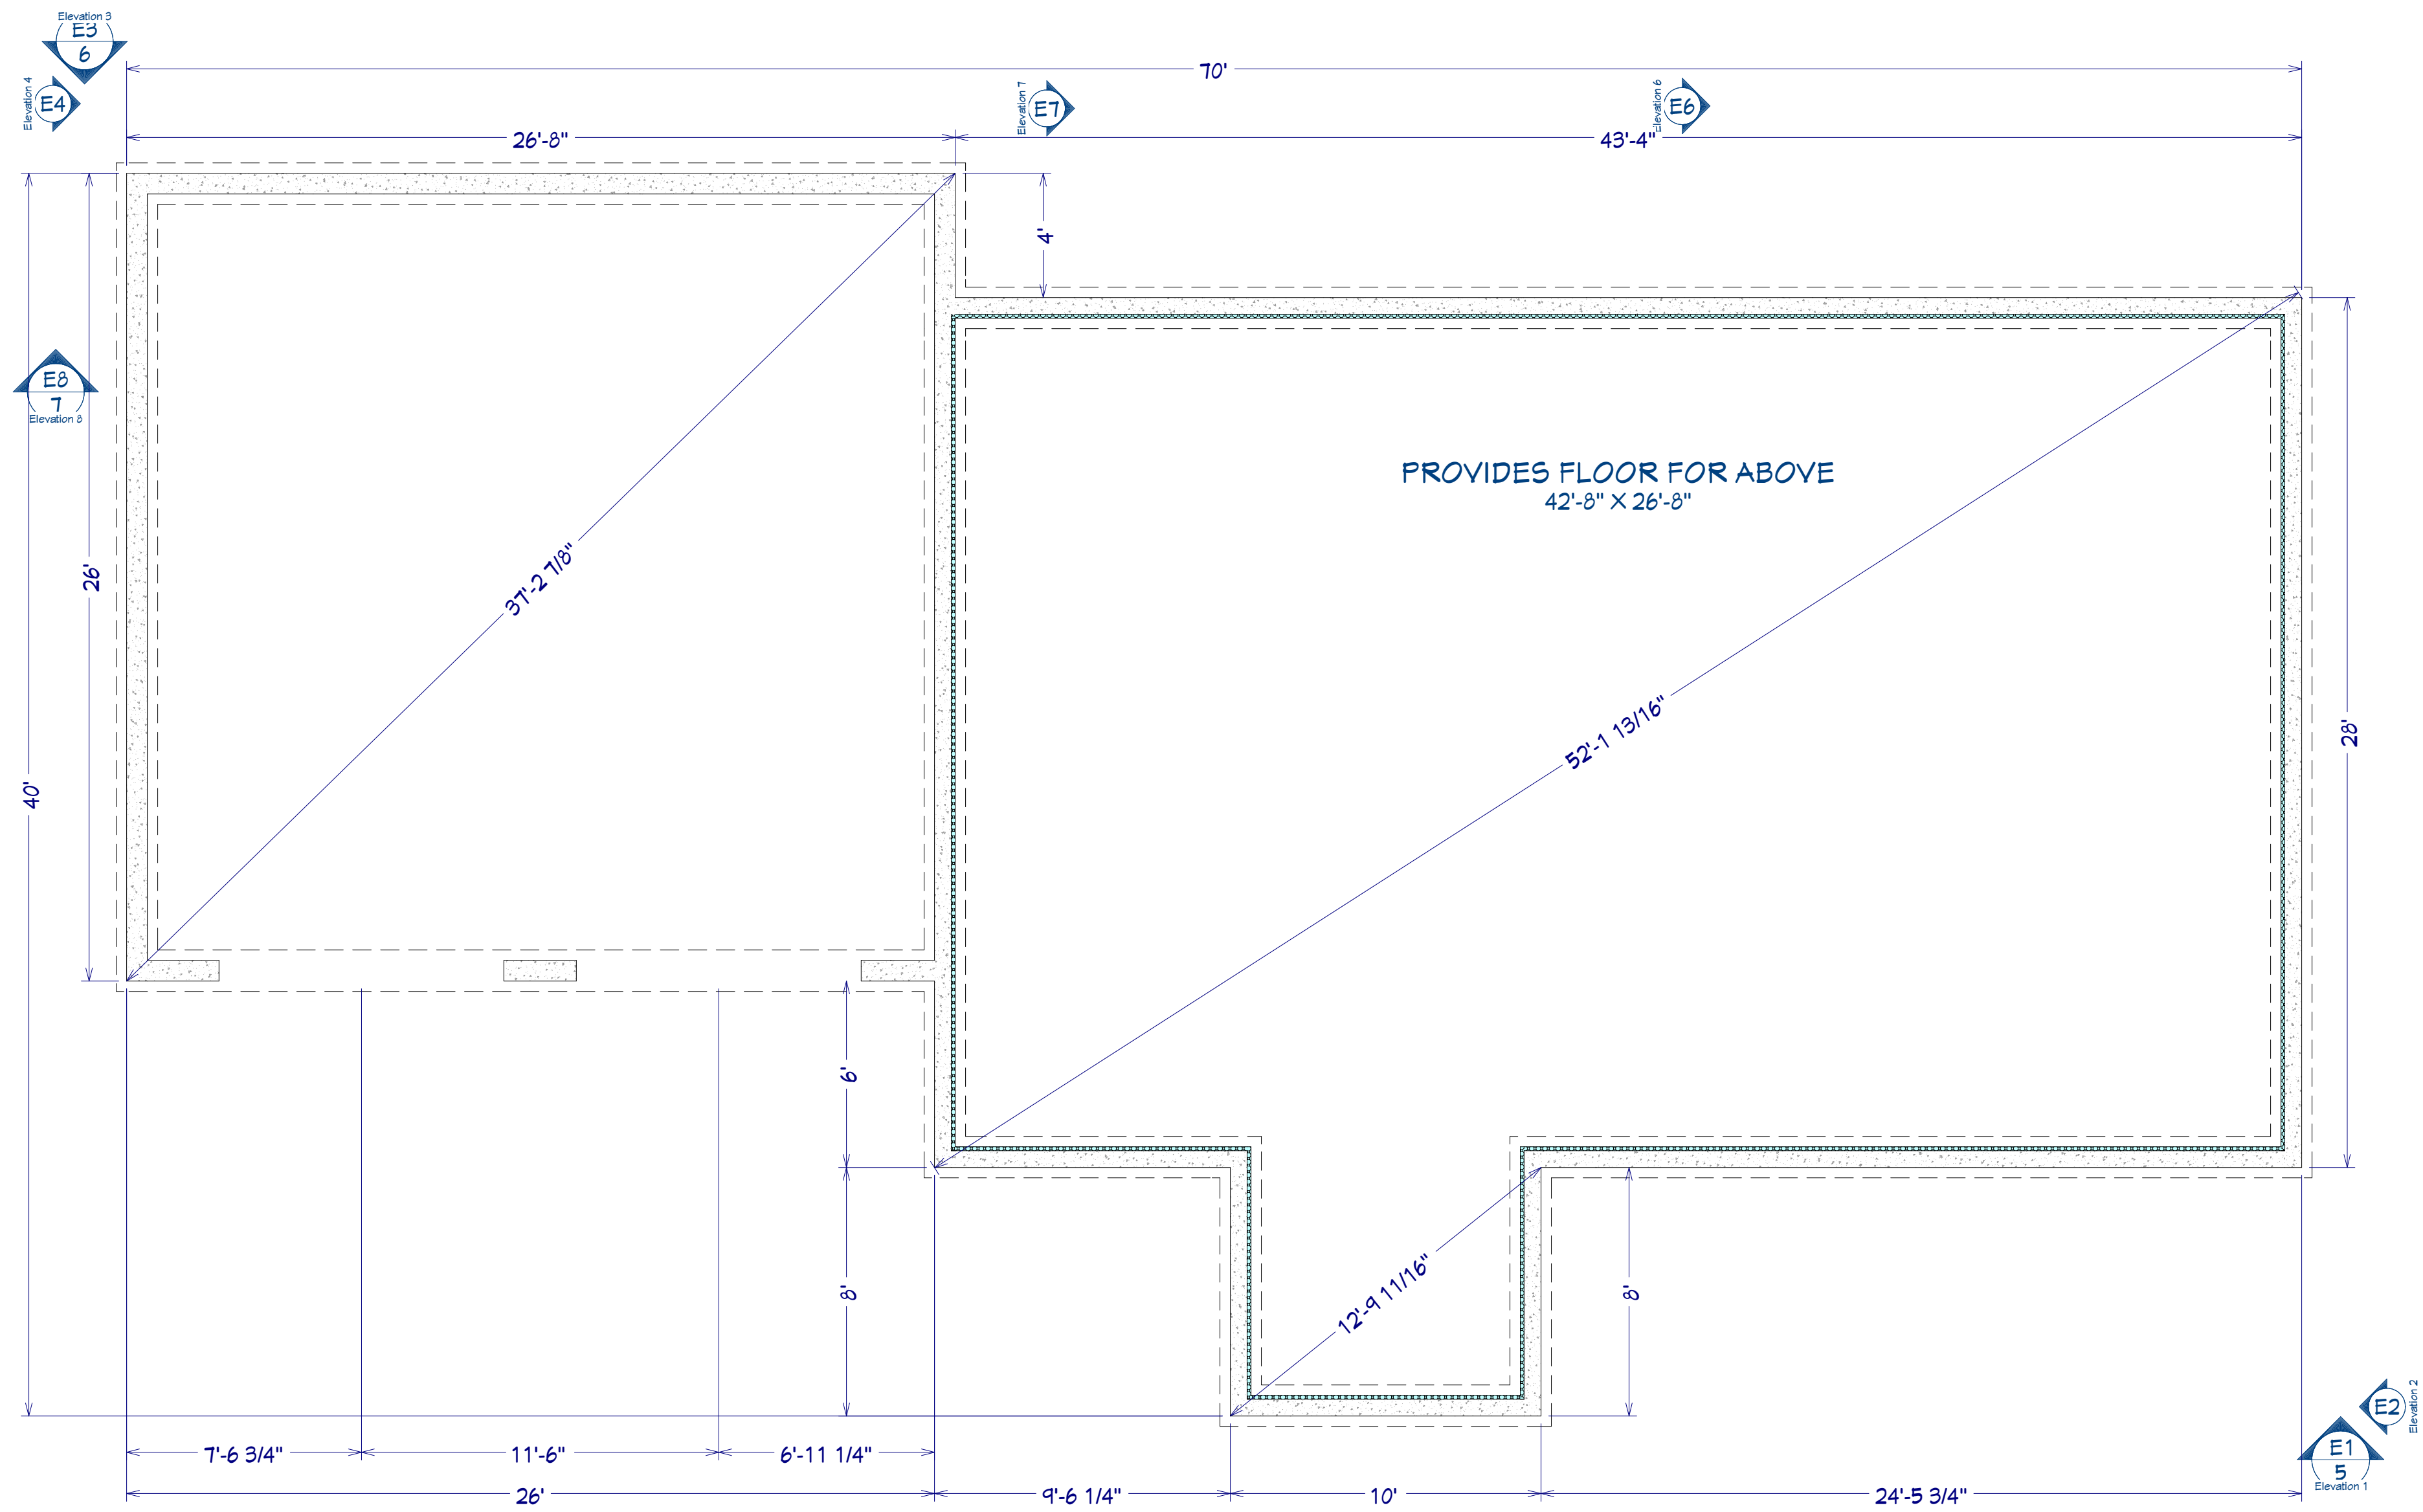 Elevation 3
E3
6
70'
Elevation 4
E4
Elevation 7
E7
Elevation 6
E6
26'-8"
43'-4"
4'
E8
7
Elevation 8
PROVIDES FLOOR FOR ABOVE
42'-8" X 26'-8"
26'
37'-2 7/8"
52'-1 13/16"
28'
40'
6'
8'
12'-9 11/16"
8'
E2
Elevation 2
E1
5
Elevation 1
7'-6 3/4"
11'-6"
6'-11 1/4"
26'
9'-6 1/4"
10'
24'-5 3/4"